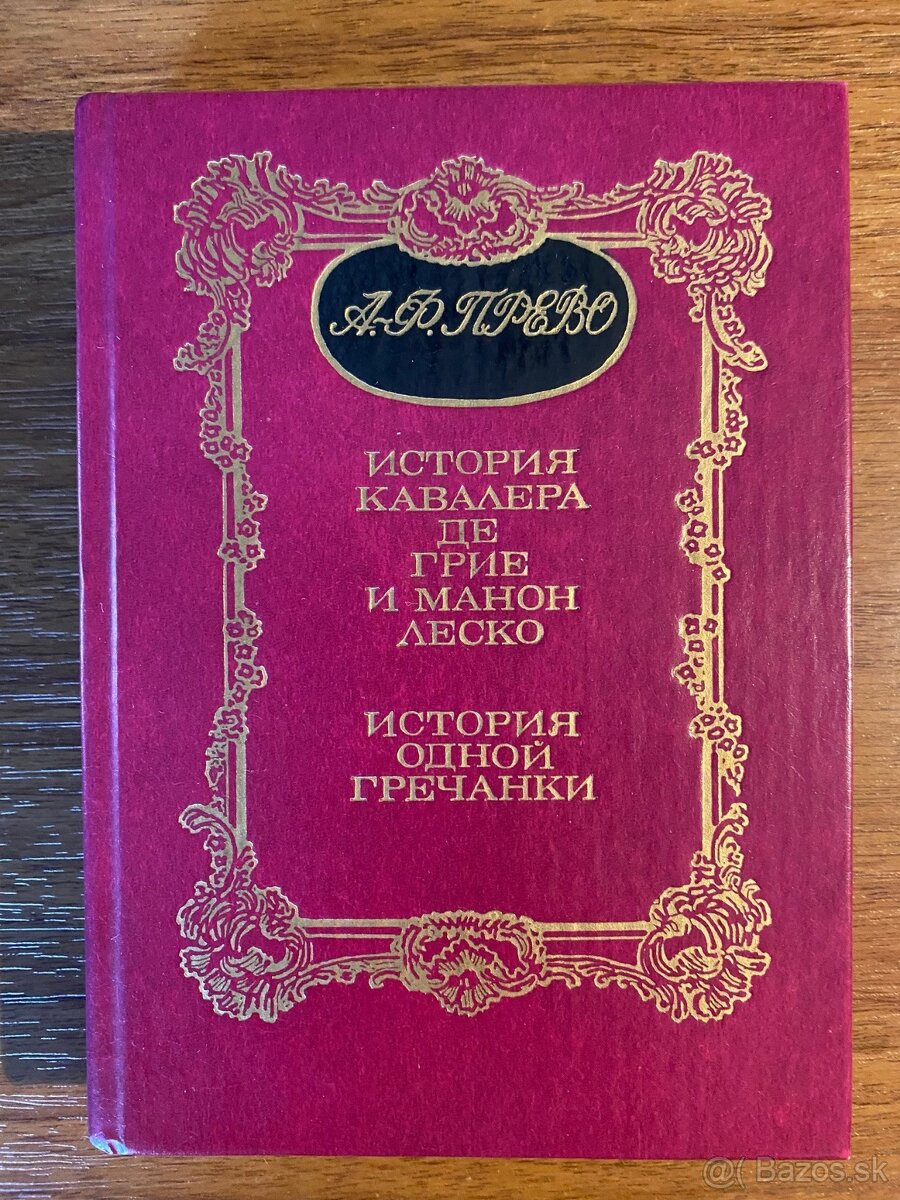 А.-Ф. ПРЕВО
ИСТОРИЯ
КАВАЛЕРА
ДЕ
ГРИЕ
И МАНОН
ЛЕСКО
ИСТОРИЯ
ОДНОЙ
ГРЕЧАНКИ
@( Bazos.sk